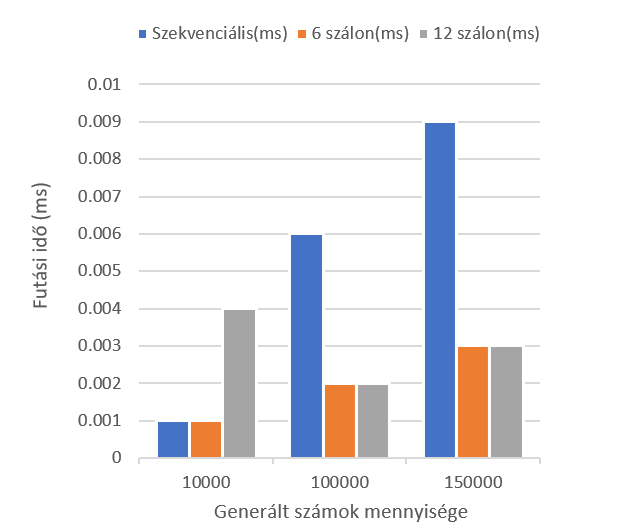 Szekvenciális(ms) 6 szálon(ms) 12 szálon(ms)
0.01
0.009
0.008
0.007
0.006
0.005
0.004
0.003
0.002
0.001
0
Futási idő (ms)
10000 100000 150000
Generált számok mennyisége